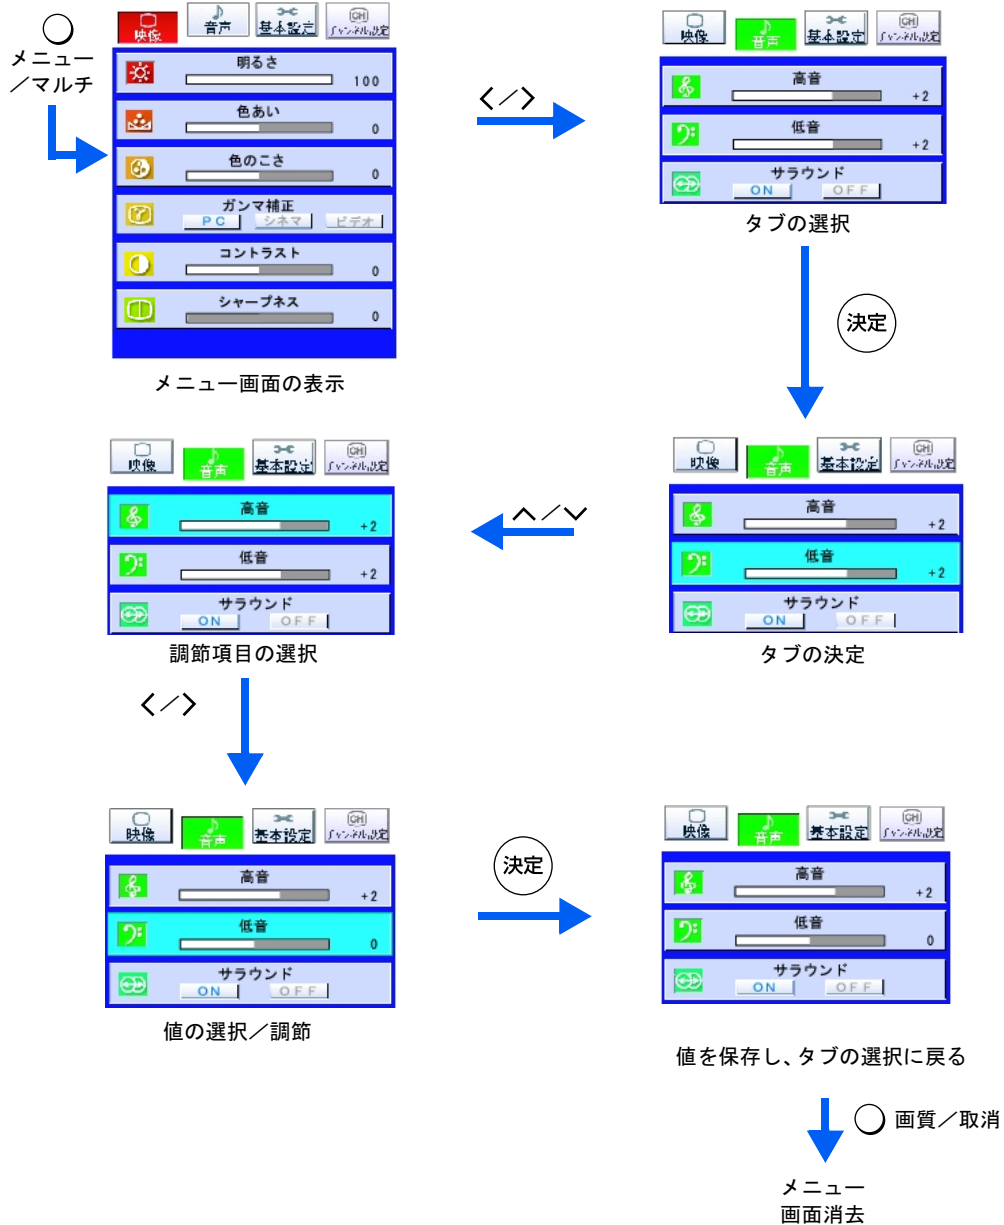 メニュー
／マルチ
映像
音声
基本設定
CH
チャンネル設定
明るさ
100
色あい
0
色のこさ
0
ガンマ補正
PC シネマ ビデオ
コントラスト
0
シャープネス
0
メニュー画面の表示
く／＞
映像
音声
基本設定
CH
チャンネル設定
高音
+2
低音
+2
サラウンド
ON OFF
タブの選択
決定
映像
音声
基本設定
CH
チャンネル設定
高音
+2
低音
+2
サラウンド
ON OFF
タブの決定
∧／∨
映像
音声
基本設定
CH
チャンネル設定
高音
+2
低音
+2
サラウンド
ON OFF
調節項目の選択
く／＞
映像
音声
基本設定
CH
チャンネル設定
高音
+2
低音
0
サラウンド
ON OFF
値の選択／調節
決定
映像
音声
基本設定
CH
チャンネル設定
高音
+2
低音
0
サラウンド
ON OFF
値を保存し、タブの選択に戻る
画質／取消
メニュー
画面消去